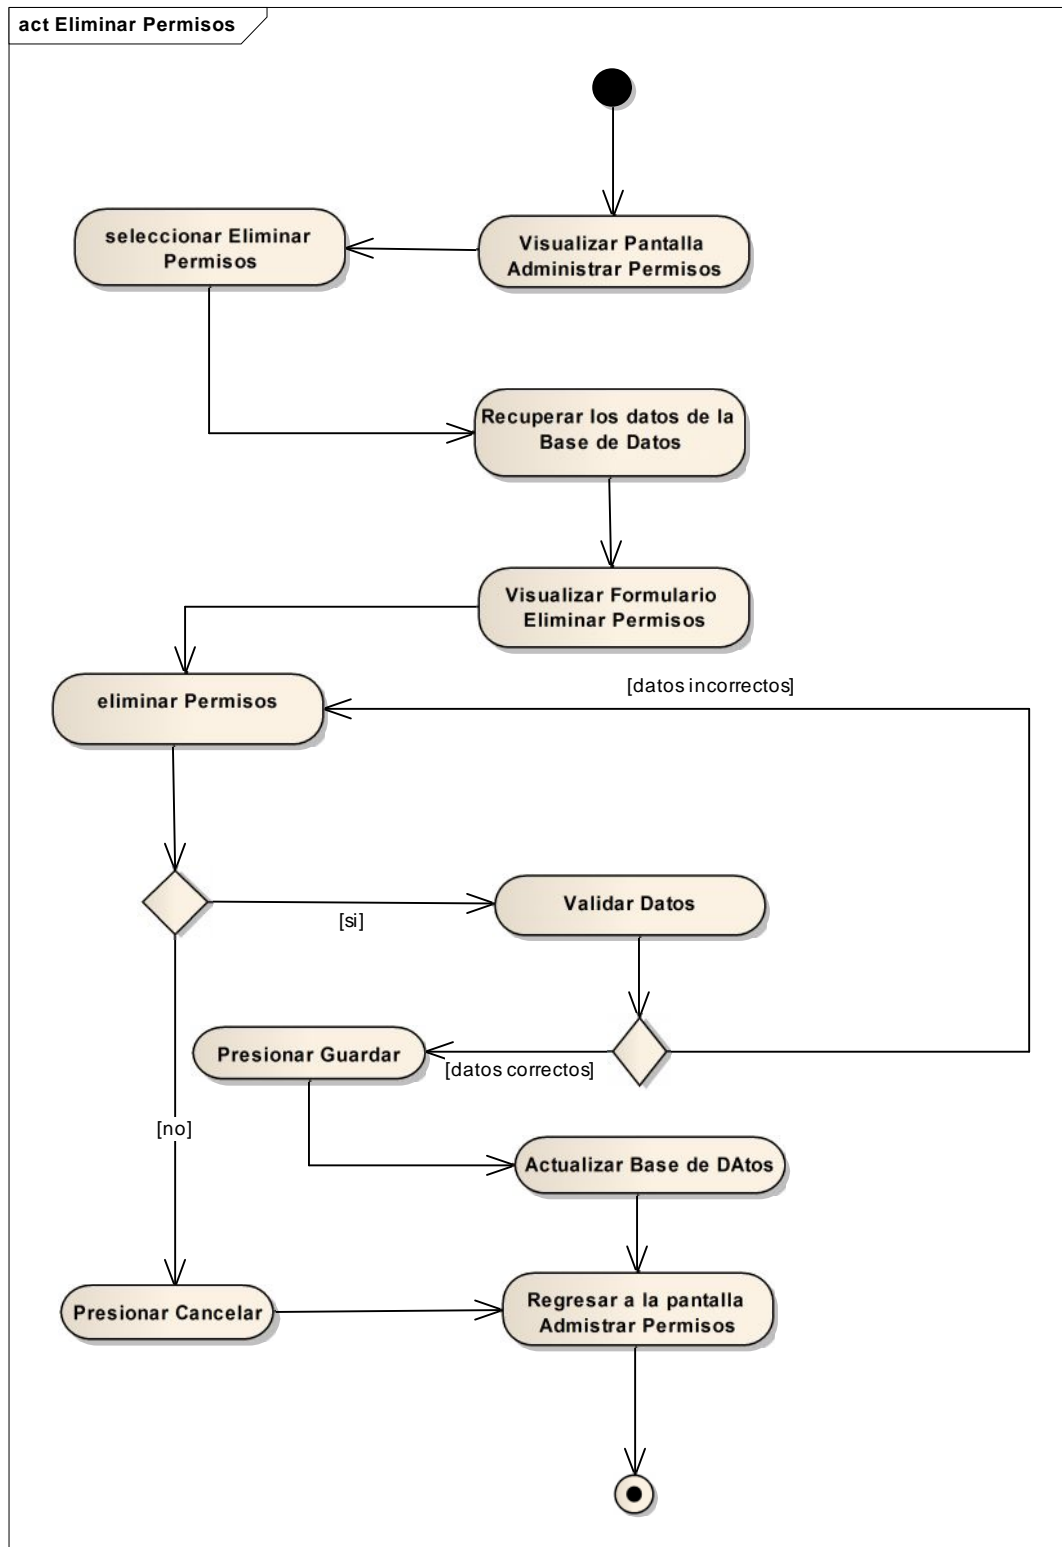 act Eliminar Permisos
seleccionar Eliminar
Permisos
Visualizar Pantalla
Administrar Permisos
Recuperar los datos de la
Base de Datos
Visualizar Formulario
Eliminar Permisos
eliminar Permisos
[datos incorrectos]
Validar Datos
[si]
Presionar Guardar
[datos correctos]
[no]
Actualizar Base de DAtos
Presionar Cancelar
Regresar a la pantalla
Admistrar Permisos